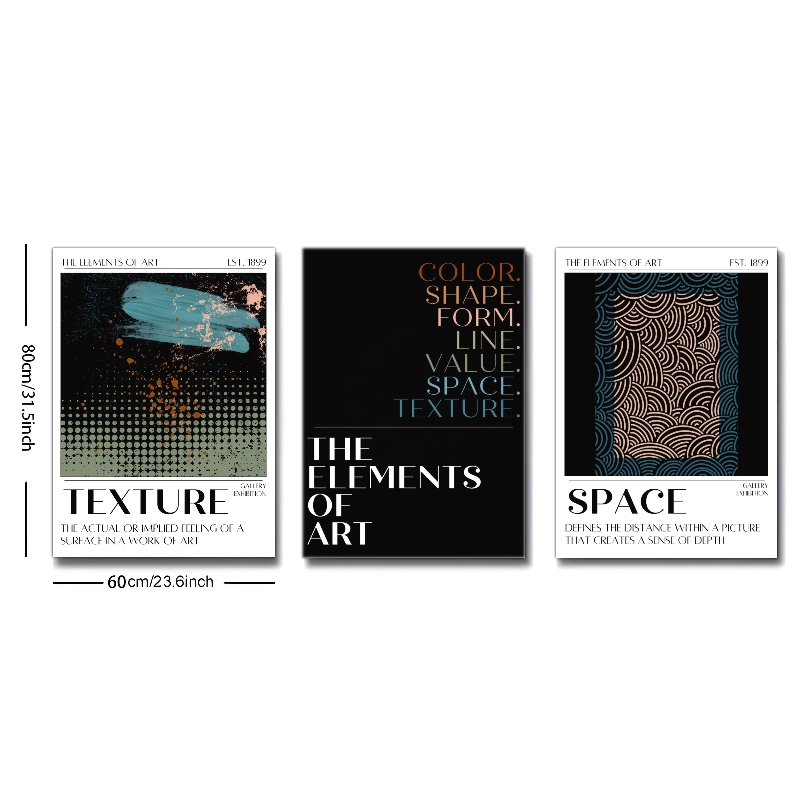 80cm/31.5inch
THE ELEMENTS OF ART
EST. 1899
TEXTURE
GALLERY
EXHIBITION
THE ACTUAL OR IMPLIED FEELING OF A
SURFACE IN A WORK OF ART
60cm/23.6inch
COLOR.
SHAPE.
FORM.
LINE.
VALUE.
SPACE.
TEXTURE.
THE
ELEMENTS
OF
ART
THE ELEMENTS OF ART
EST. 1899
SPACE
GALLERY
EXHIBITION
DEFINES THE DISTANCE WITHIN A PICTURE
THAT CREATES A SENSE OF DEPTH